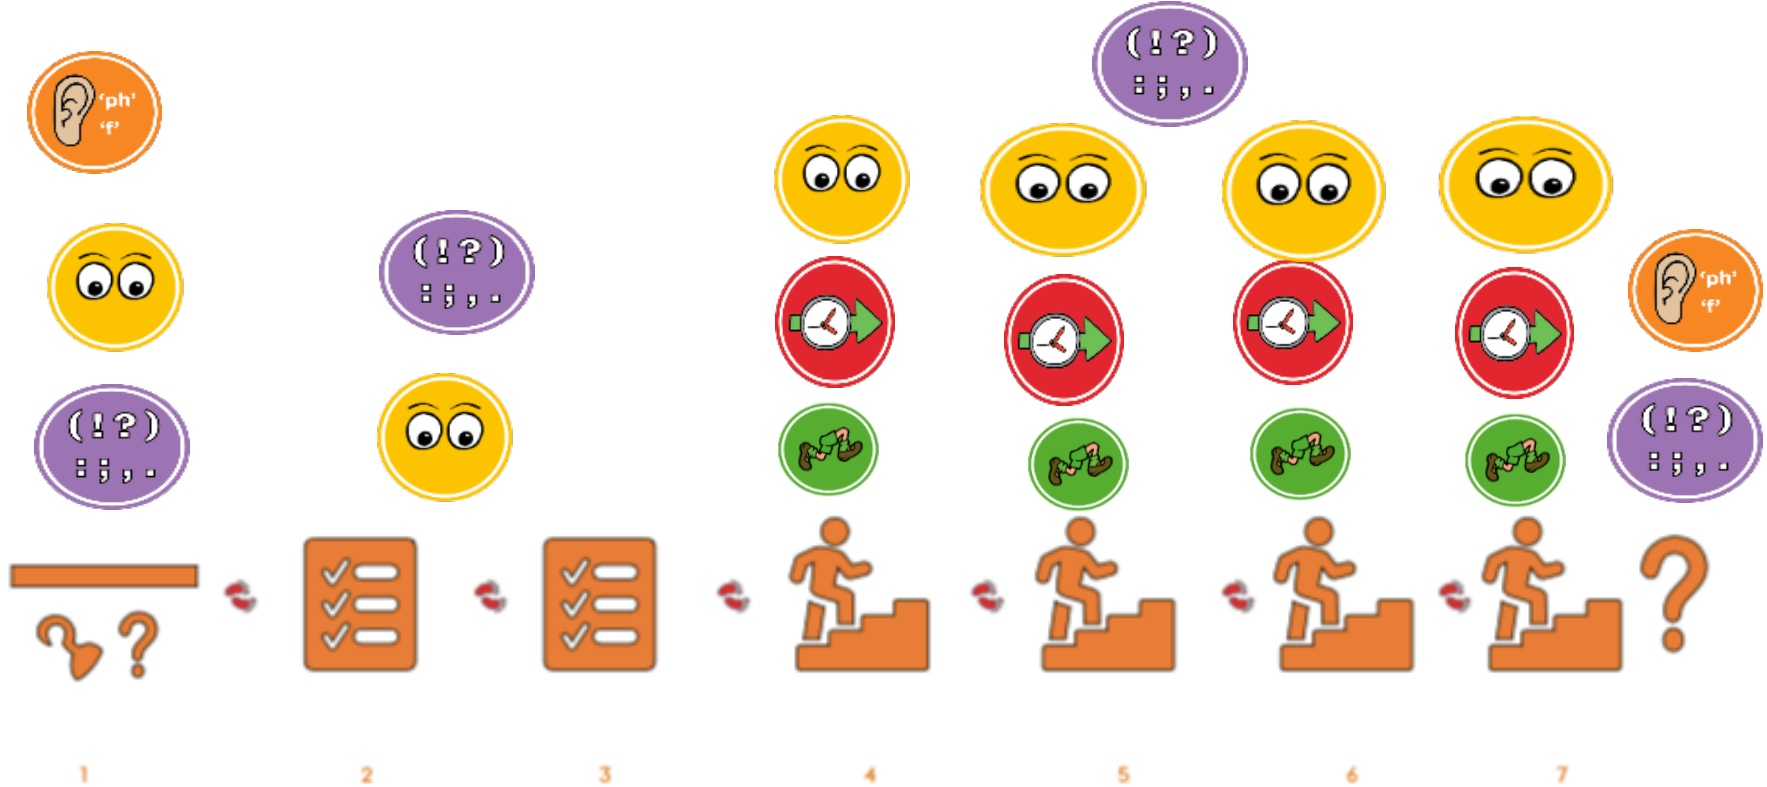 ( ! ? )
: ; , .
'ph'
'f'
'ph'
'f'
( ! ? )
: ; , .
( ! ? )
: ; , .
( ! ? )
: ; , .
?
?
1 2 3 4 5 6 7